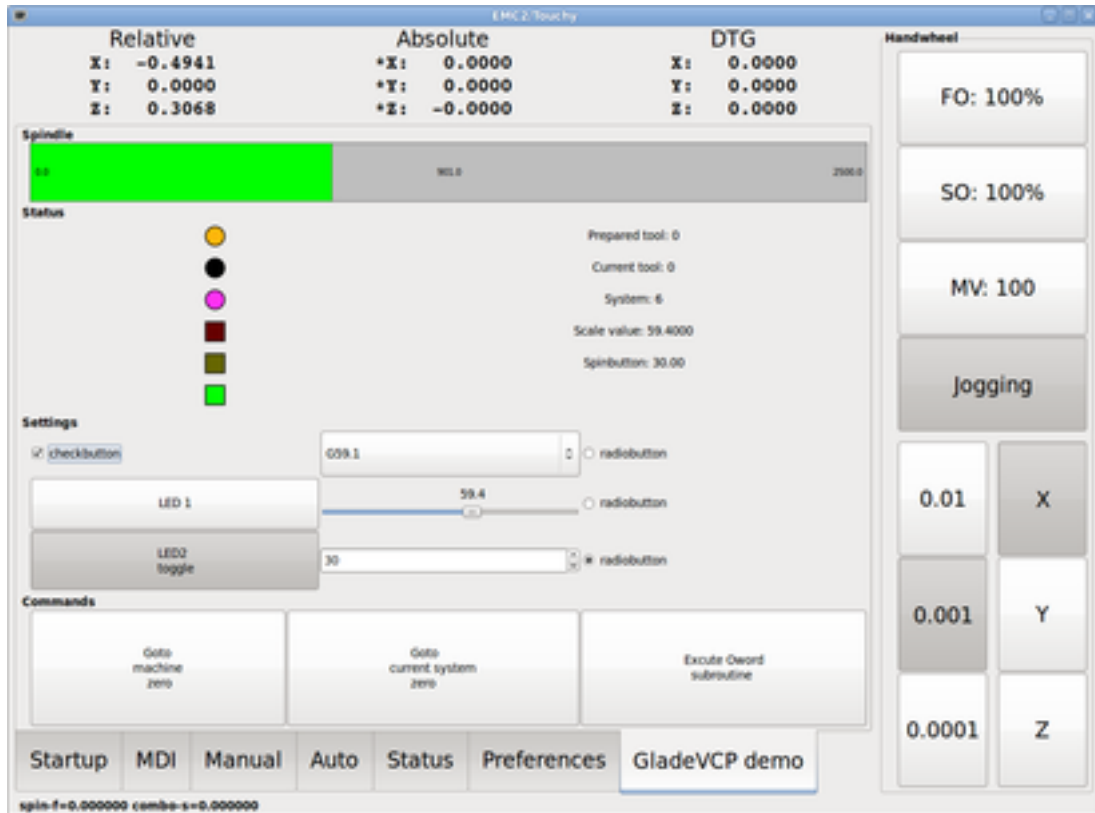 EMC2/Touchy
Relative Absolute DTG
X: -0.4941 *X: 0.0000 X: 0.0000
Y: 0.0000 *Y: 0.0000 Y: 0.0000
Z: 0.3068 *Z: -0.0000 Z: 0.0000
Spindle
0.0 901.0 2500.0
Status
Prepared tool: 0
Current tool: 0
System: 6
Scale value: 59.4000
Spinbutton: 30.00
Settings
checkbutton G59.1 radiobutton
LED 1 59.4 radiobutton
LED2
toggle
30 radiobutton
Commands
Goto
machine
zero
Goto
current system
zero
Excute Oword
subroutine
Startup MDI Manual Auto Status Preferences GladeVCP demo
spin-f=0.000000 combo-s=0.000000
Handwheel
FO: 100%
SO: 100%
MV: 100
Jogging
0.01 X
0.001 Y
0.0001 Z